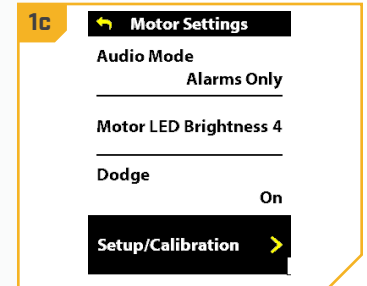 1c
Motor Settings
Audio Mode
Alarms Only
Motor LED Brightness 4
Dodge
On
Setup/Calibration